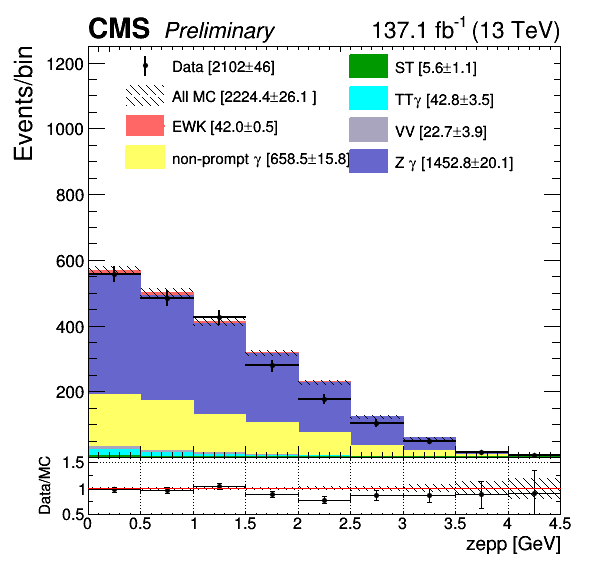 CMS Preliminary 137.1 fb⁻¹ (13 TeV)
Events/bin
1200
1000
800
600
400
200
Data [2102±46]
All MC [2224.4±26.1 ]
EWK [42.0±0.5]
non-prompt γ [658.5±15.8]
ST [5.6±1.1]
TTγ [42.8±3.5]
VV [22.7±3.9]
Z γ [1452.8±20.1]
Data/MC
1.5
1
0.5
0 0.5 1 1.5 2 2.5 3 3.5 4 4.5
zepp [GeV]